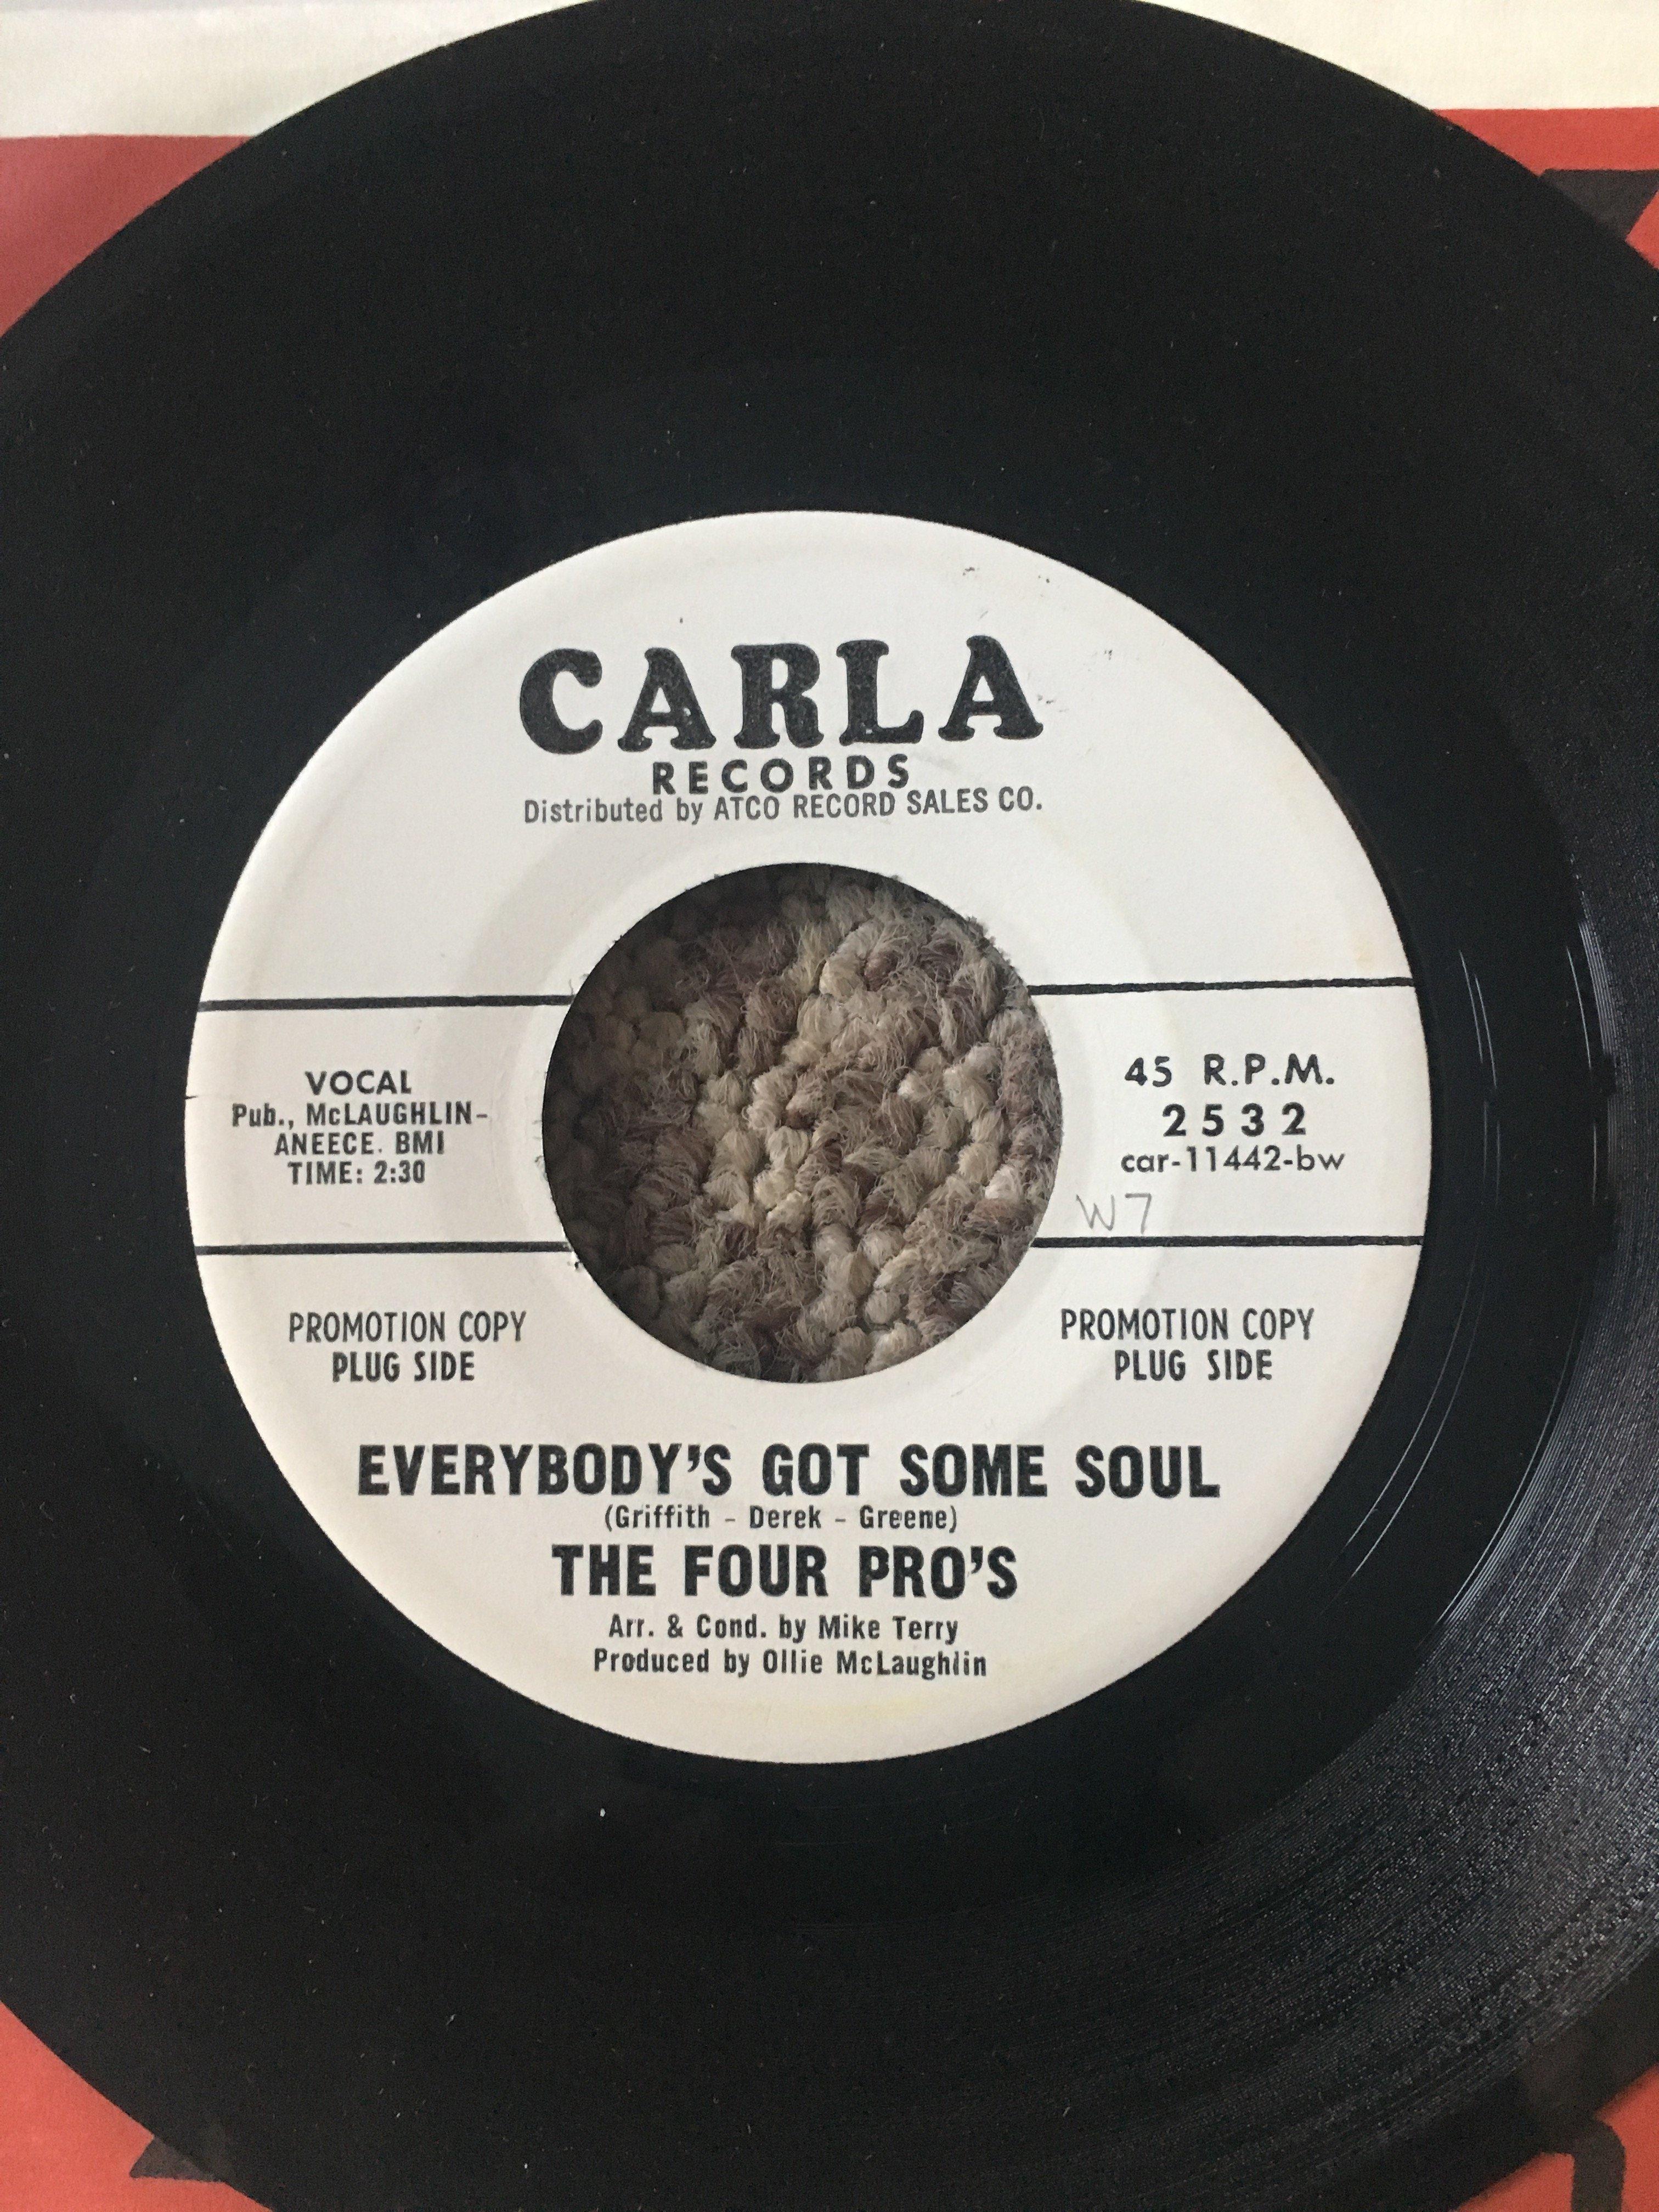 CARLA
RECORDS
Distributed by ATCO RECORD SALES CO.
VOCAL
Pub., McLAUGHLIN-
ANEECE. BMI
TIME: 2:30
45 R.P.M.
2532
car-11442-bw
W7
PROMOTION COPY
PLUG SIDE
PROMOTION COPY
PLUG SIDE
EVERYBODY'S GOT SOME SOUL
(Griffith - Derek - Greene)
THE FOUR PRO'S
Arr. & Cond. by Mike Terry
Produced by Ollie McLaughlin